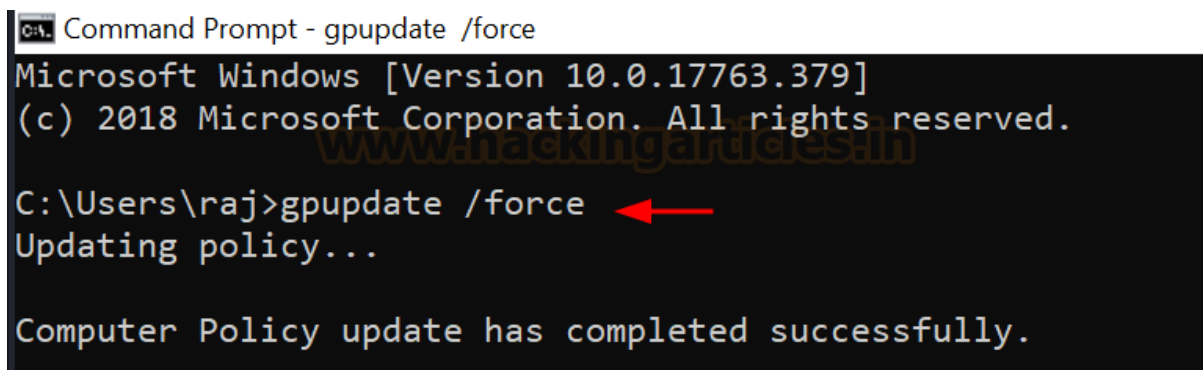 Command Prompt - gpupdate  /force
Microsoft Windows [Version 10.0.17763.379]
(c) 2018 Microsoft Corporation. All rights reserved.
www.hackingarticles.in
C:\Users\raj>gpupdate /force
Updating policy...
Computer Policy update has completed successfully.